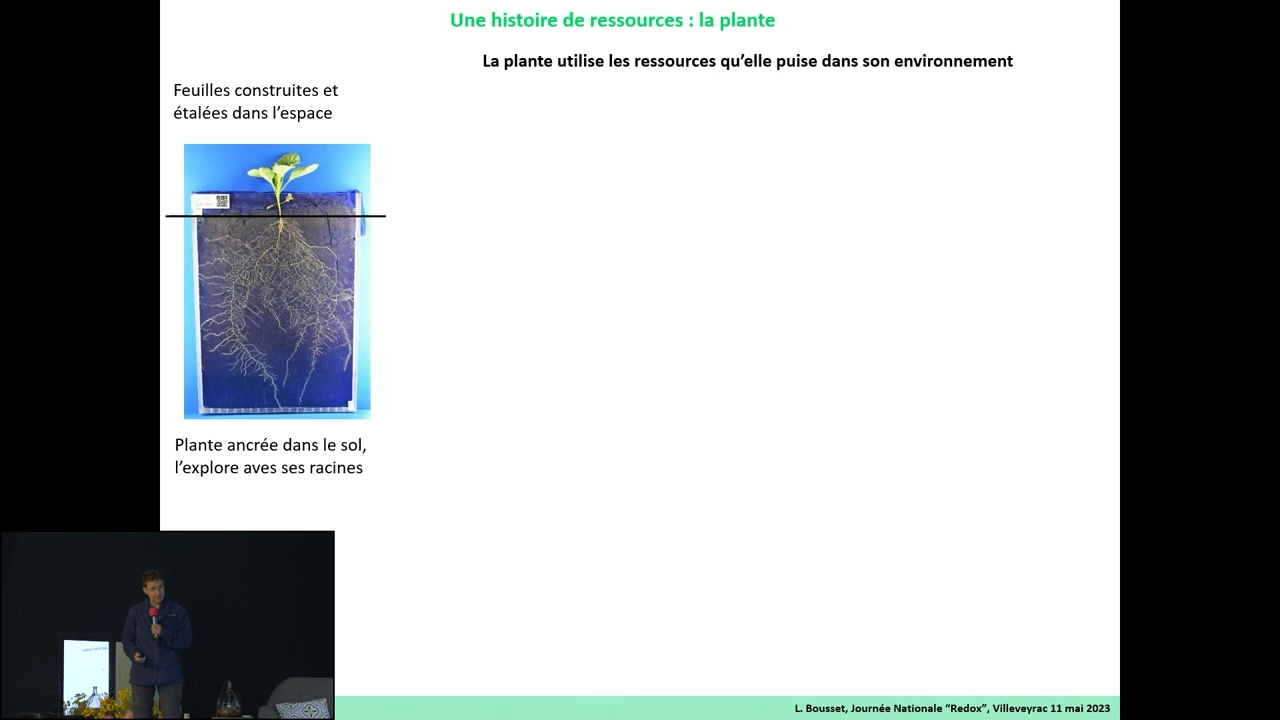 Une histoire de ressources : la plante
La plante utilise les ressources qu'elle puise dans son environnement
Feuilles construites et
étalées dans l'espace
Plante ancrée dans le sol,
l'explore aves ses racines
L. Bousset, Journée Nationale “Redox”, Villeveyrac 11 mai 2023